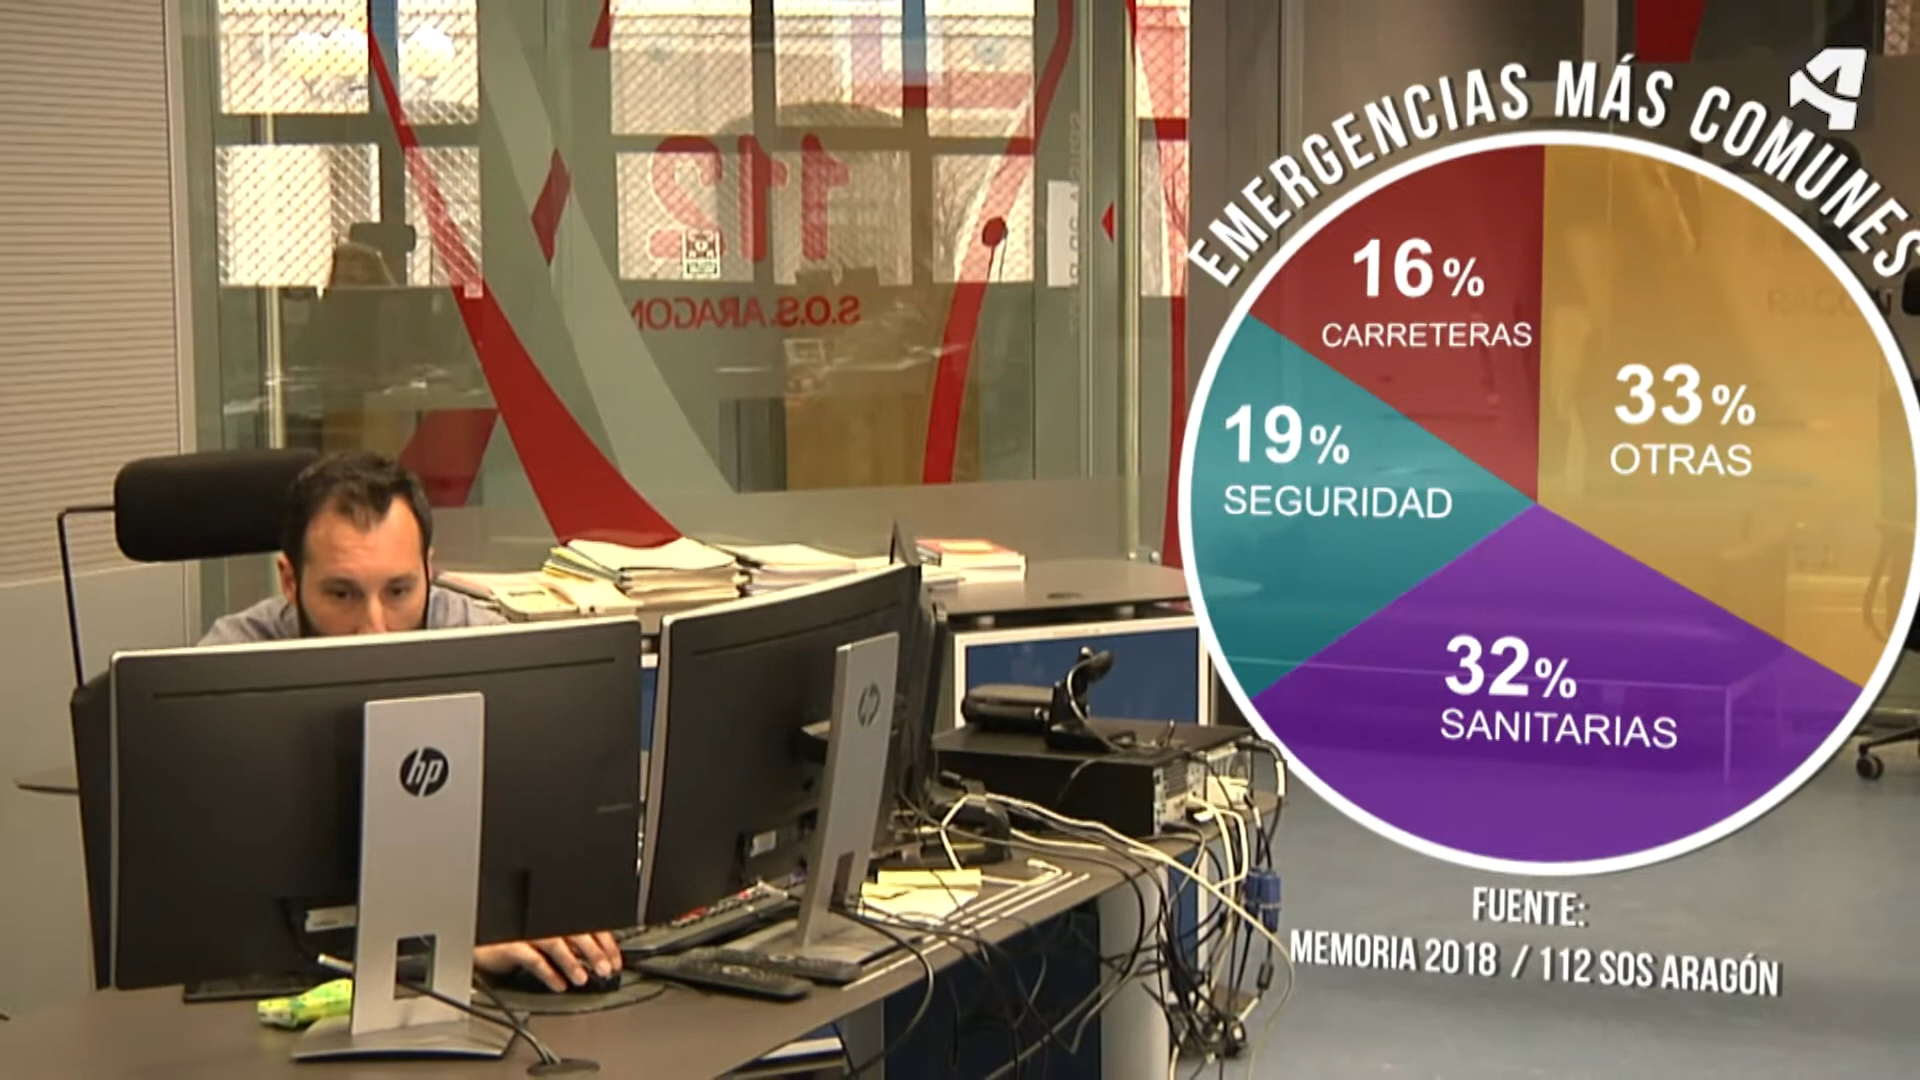 EMERGENCIAS MÁS COMUNES
16%
CARRETERAS
33%
OTRAS
19%
SEGURIDAD
32%
SANITARIAS
FUENTE:
MEMORIA 2018 / 112 SOS ARAGÓN
112
S.O.S. ARAGON
hp
hp